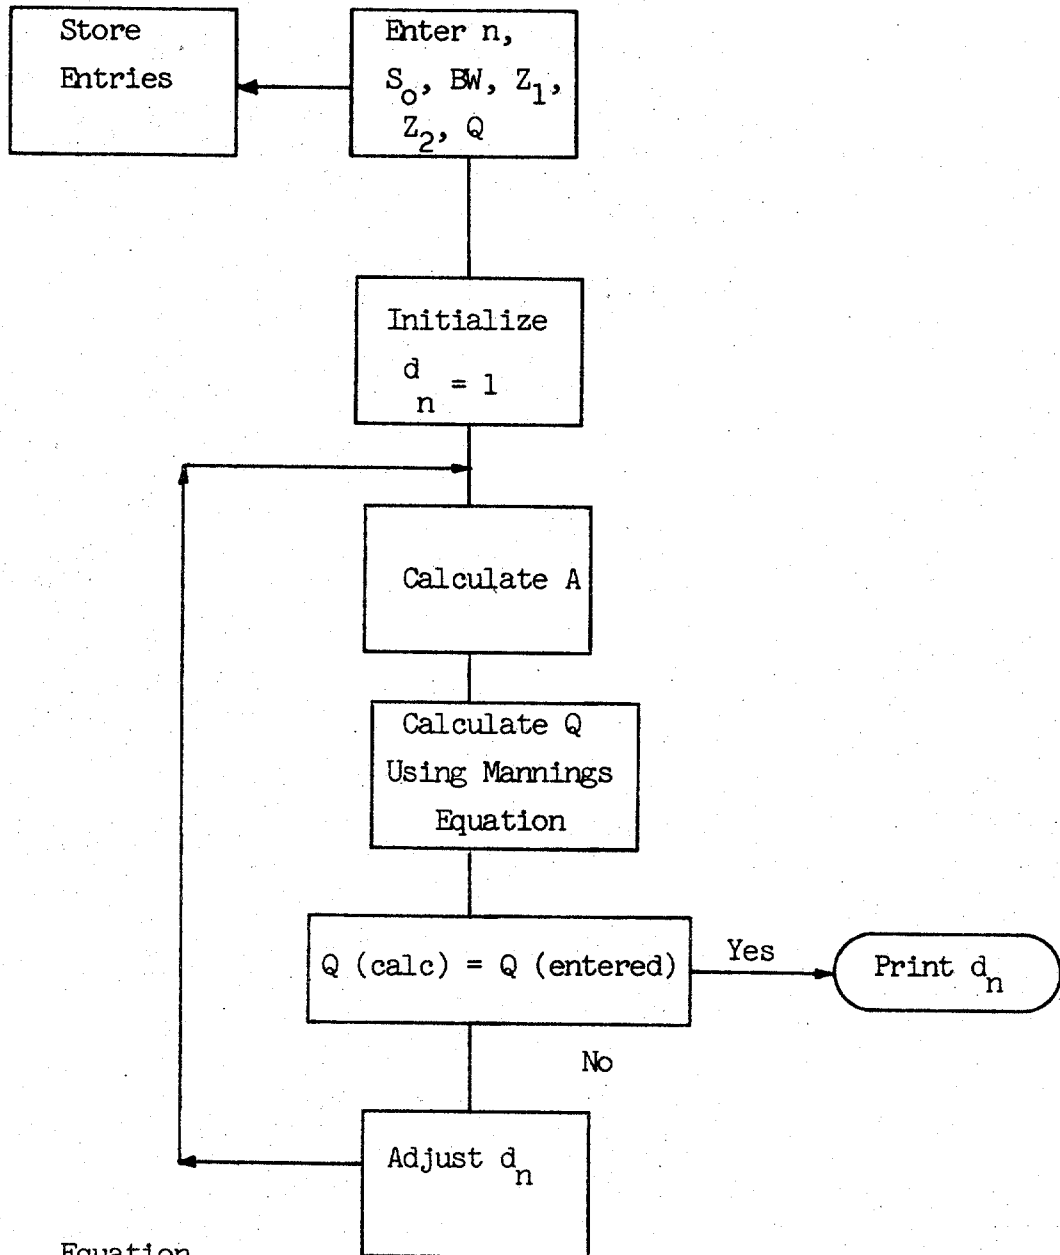 Store
Entries
Enter n,
S₀, BW, Z₁,
Z₂, Q
Initialize
dₙ = 1
Calculate A
Calculate Q
Using Mannings
Equation
Q (calc) = Q (entered)
Yes
Print dₙ
No
Adjust dₙ
Equation